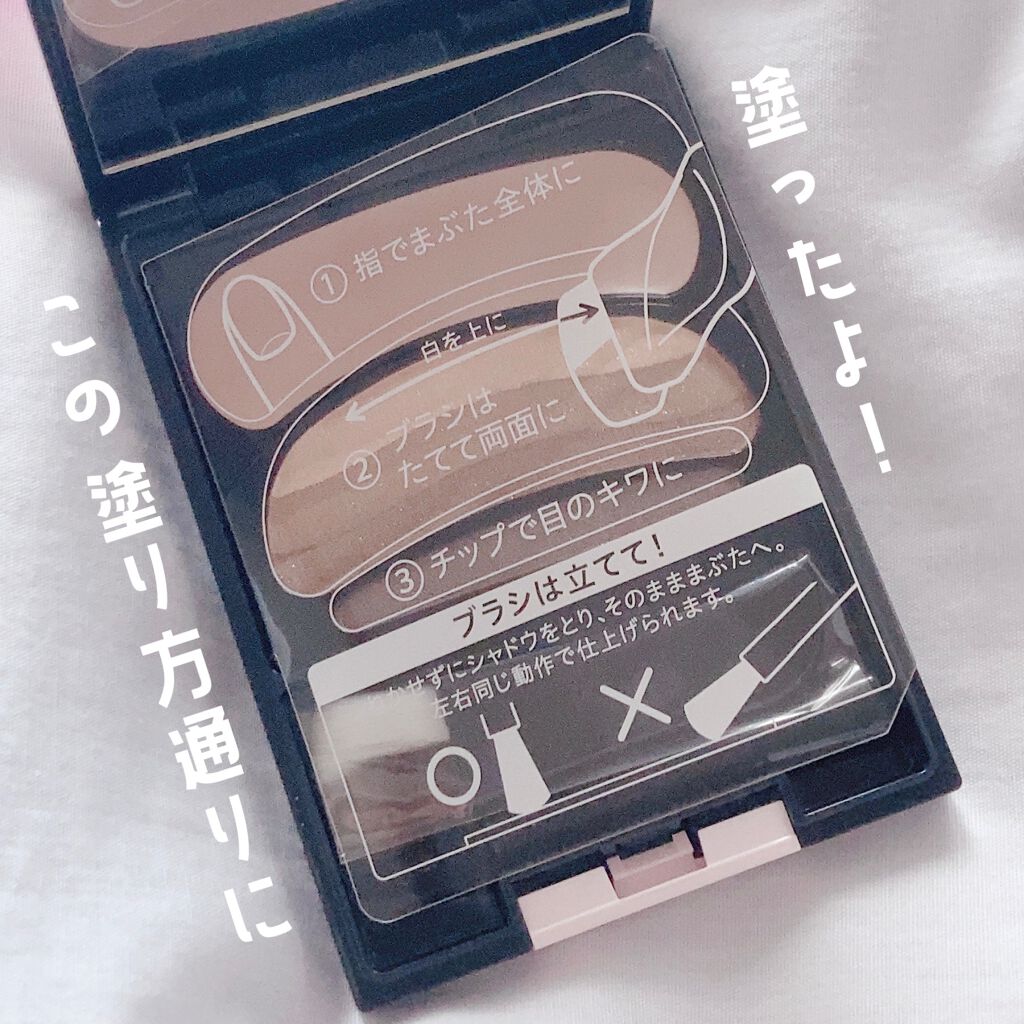 この塗り方通りに
塗ったよ！
① 指でまぶた全体に
白を上に
② ブラシは
たてて両面に
③ チップで目のキワに
ブラシは立てて！
かせずにシャドウをとり、そのまままぶたへ。
左右同じ動作で仕上げられます。